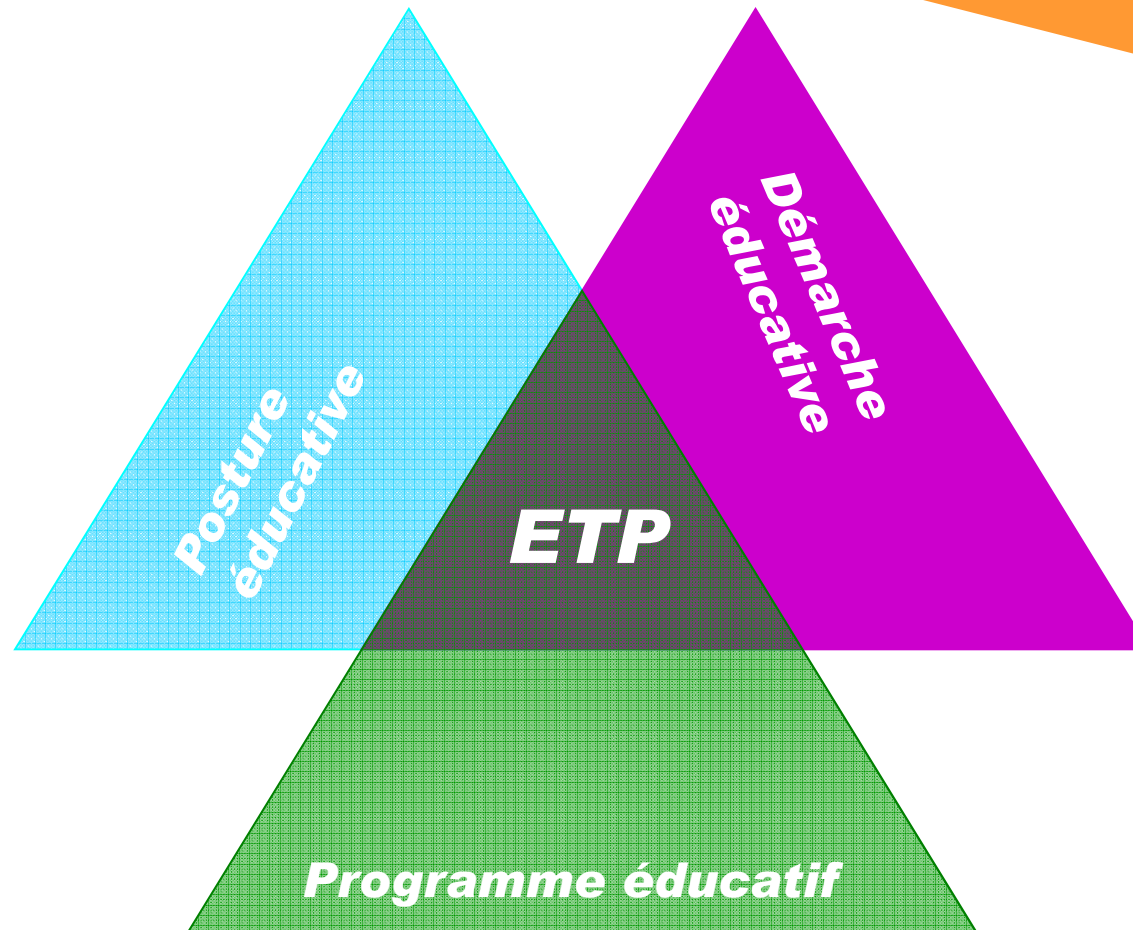 Posture
éducative
Démarche
éducative
ETP
Programme éducatif